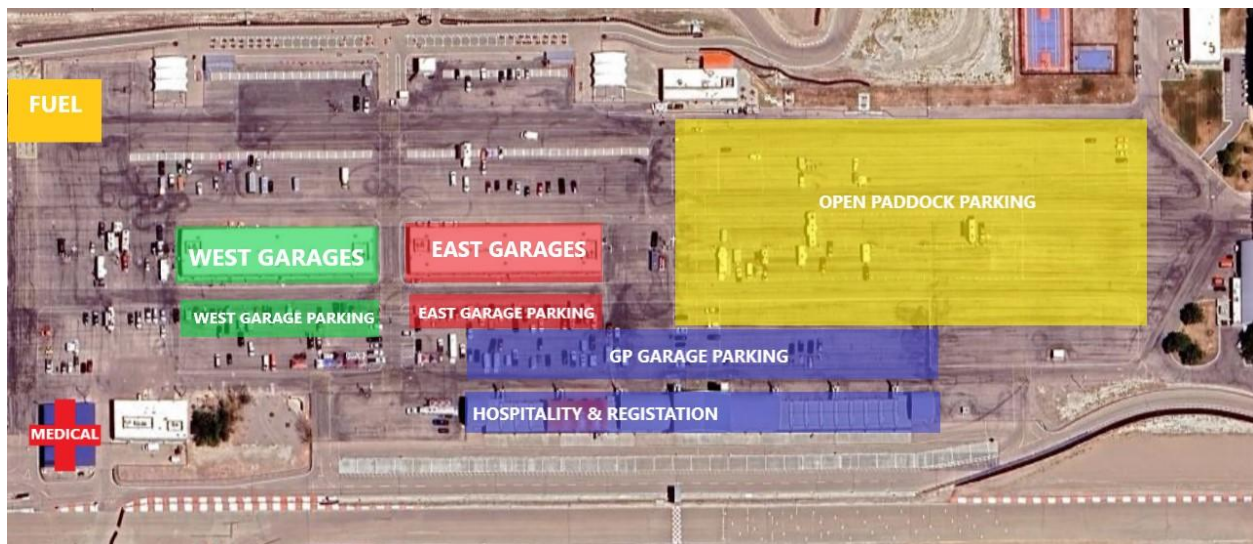 FUEL
OPEN PADDOCK PARKING
WEST GARAGES
EAST GARAGES
WEST GARAGE PARKING
EAST GARAGE PARKING
GP GARAGE PARKING
HOSPITALITY & REGISTATION
MEDICAL